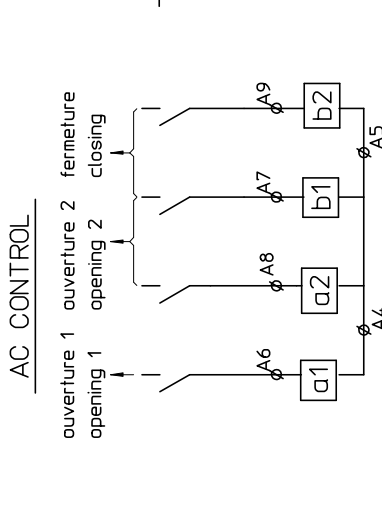 AC CONTROL
ouverture 1 ouverture 2 fermeture
opening 1 opening 2 closing
A6 A8 A7 A9
a1 a2 b1 b2
A4 A5